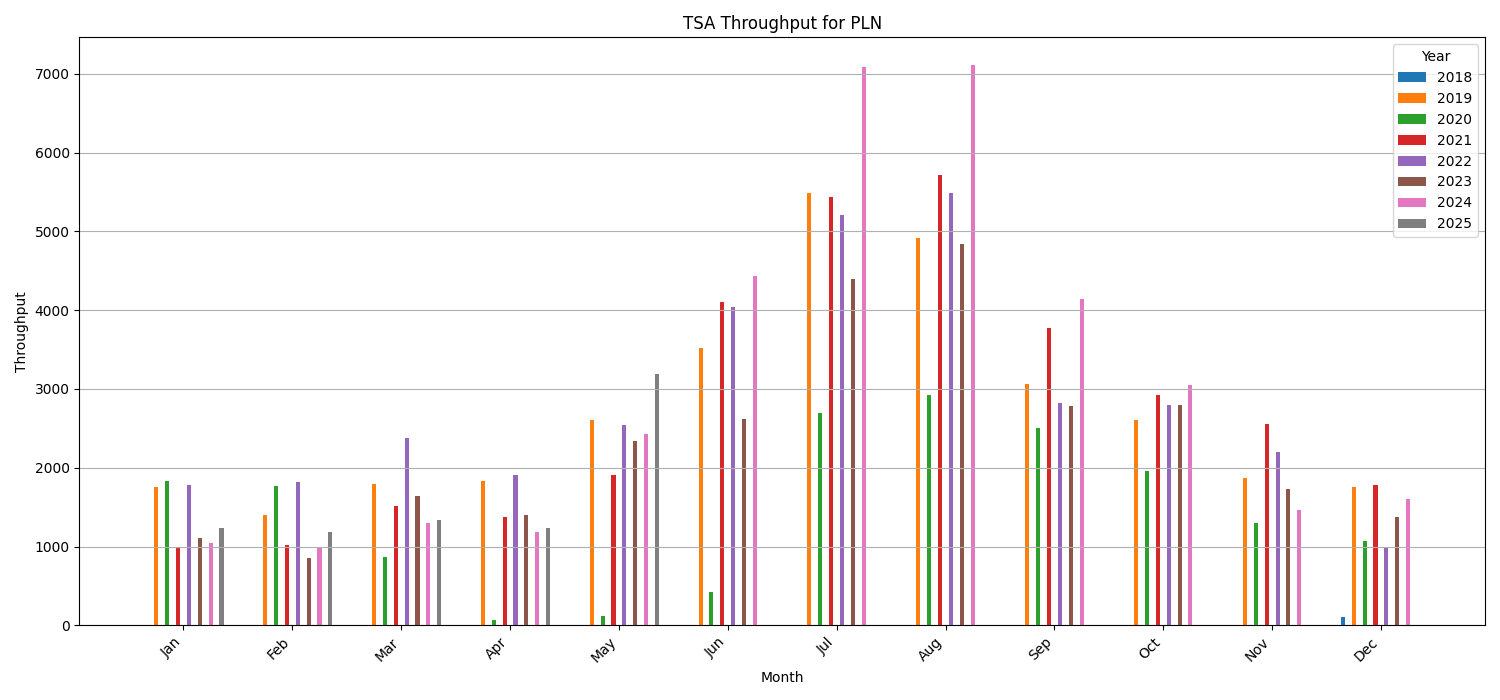 TSA Throughput for PLN
Year
2018
2019
2020
2021
2022
2023
2024
2025
Throughput
7000
6000
5000
4000
3000
2000
1000
0
Jan
Feb
Mar
Apr
May
Jun
Jul
Aug
Sep
Oct
Nov
Dec
Month